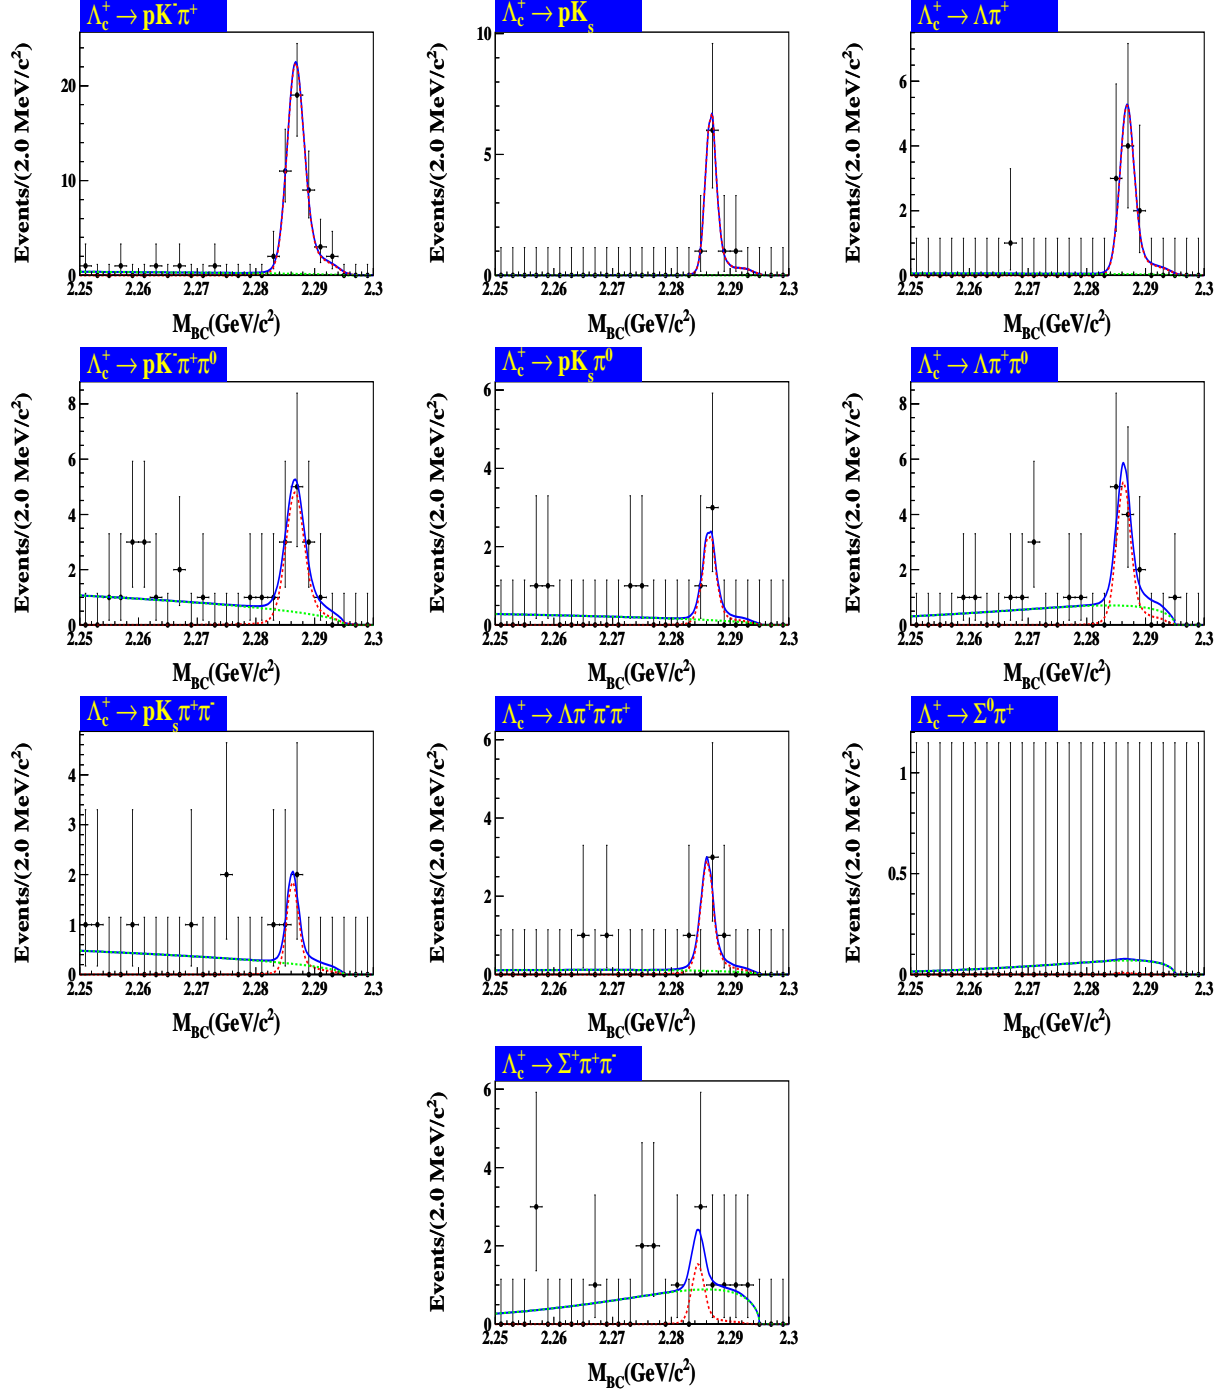 Λc+ → pK-π+
Events/(2.0 MeV/c2)
20
10
0
2.25 2.26 2.27 2.28 2.29 2.3
MBC(GeV/c2)
Λc+ → pKs
Events/(2.0 MeV/c2)
10
5
0
2.25 2.26 2.27 2.28 2.29 2.3
MBC(GeV/c2)
Λc+ → Λπ+
Events/(2.0 MeV/c2)
6
4
2
0
2.25 2.26 2.27 2.28 2.29 2.3
MBC(GeV/c2)
Λc+ → pK-π+π0
Events/(2.0 MeV/c2)
8
6
4
2
0
2.25 2.26 2.27 2.28 2.29 2.3
MBC(GeV/c2)
Λc+ → pKsπ0
Events/(2.0 MeV/c2)
6
4
2
0
2.25 2.26 2.27 2.28 2.29 2.3
MBC(GeV/c2)
Λc+ → Λπ+π0
Events/(2.0 MeV/c2)
8
6
4
2
0
2.25 2.26 2.27 2.28 2.29 2.3
MBC(GeV/c2)
Λc+ → pKsπ+π-
Events/(2.0 MeV/c2)
4
3
2
1
0
2.25 2.26 2.27 2.28 2.29 2.3
MBC(GeV/c2)
Λc+ → Λπ+π-π+
Events/(2.0 MeV/c2)
6
4
2
0
2.25 2.26 2.27 2.28 2.29 2.3
MBC(GeV/c2)
Λc+ → Σ0π+
Events/(2.0 MeV/c2)
1
0.5
0
2.25 2.26 2.27 2.28 2.29 2.3
MBC(GeV/c2)
Λc+ → Σ+π+π-
Events/(2.0 MeV/c2)
6
4
2
0
2.25 2.26 2.27 2.28 2.29 2.3
MBC(GeV/c2)